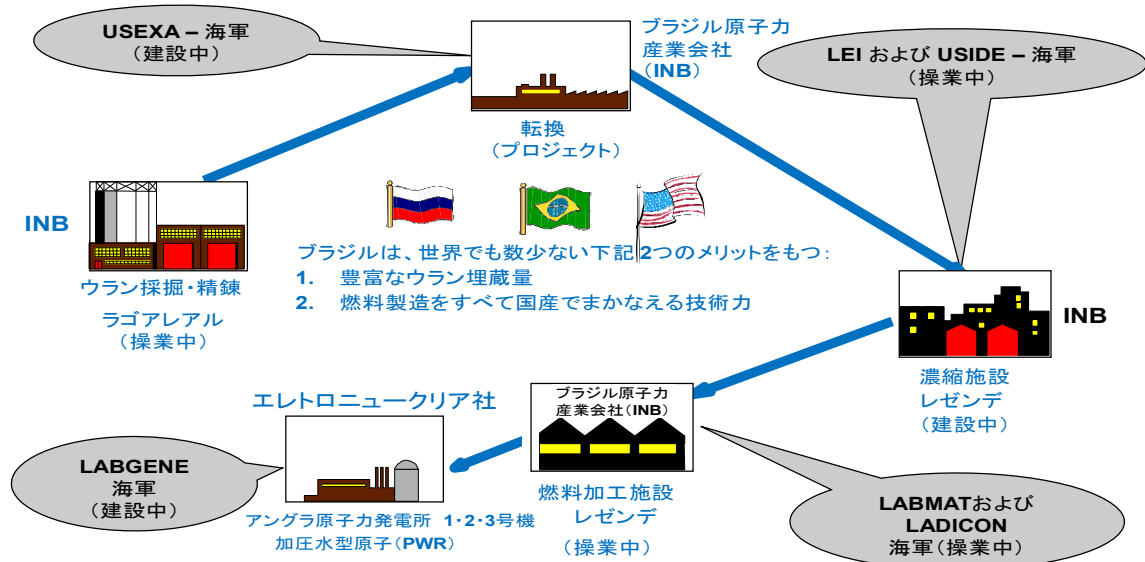 USEXA – 海軍
(建設中)
ブラジル原子力
産業会社
(INB)
LEI および USIDE – 海軍
(操業中)
転換
(プロジェクト)
INB
ブラジルは、世界でも数少ない下記2つのメリットをもつ:
1. 豊富なウラン埋蔵量
2. 燃料製造をすべて国産でまかなえる技術力
ウラン採掘・精錬
ラゴアレアル
(操業中)
INB
濃縮施設
レゼンデ
(建設中)
エレトロニュークリア社
ブラジル原子力
産業会社(INB)
LABGENE
海軍
(建設中)
アングラ原子力発電所 1・2・3号機
加圧水型原子(PWR)
燃料加工施設
レゼンデ
(操業中)
LABMATおよび
LADICON
海軍(操業中)